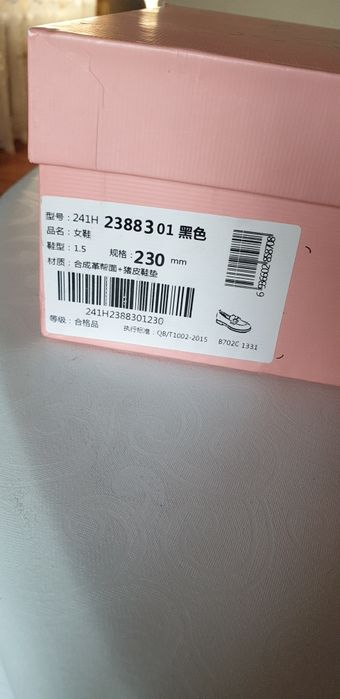 型号：241H 2388301 黑色
品名：女鞋
鞋型：1.5 规格：230 mm
材质：合成革帮面+猪皮鞋垫
241H2388301230
等级：合格品 执行标准：QB/T1002-2015 B702C 1331